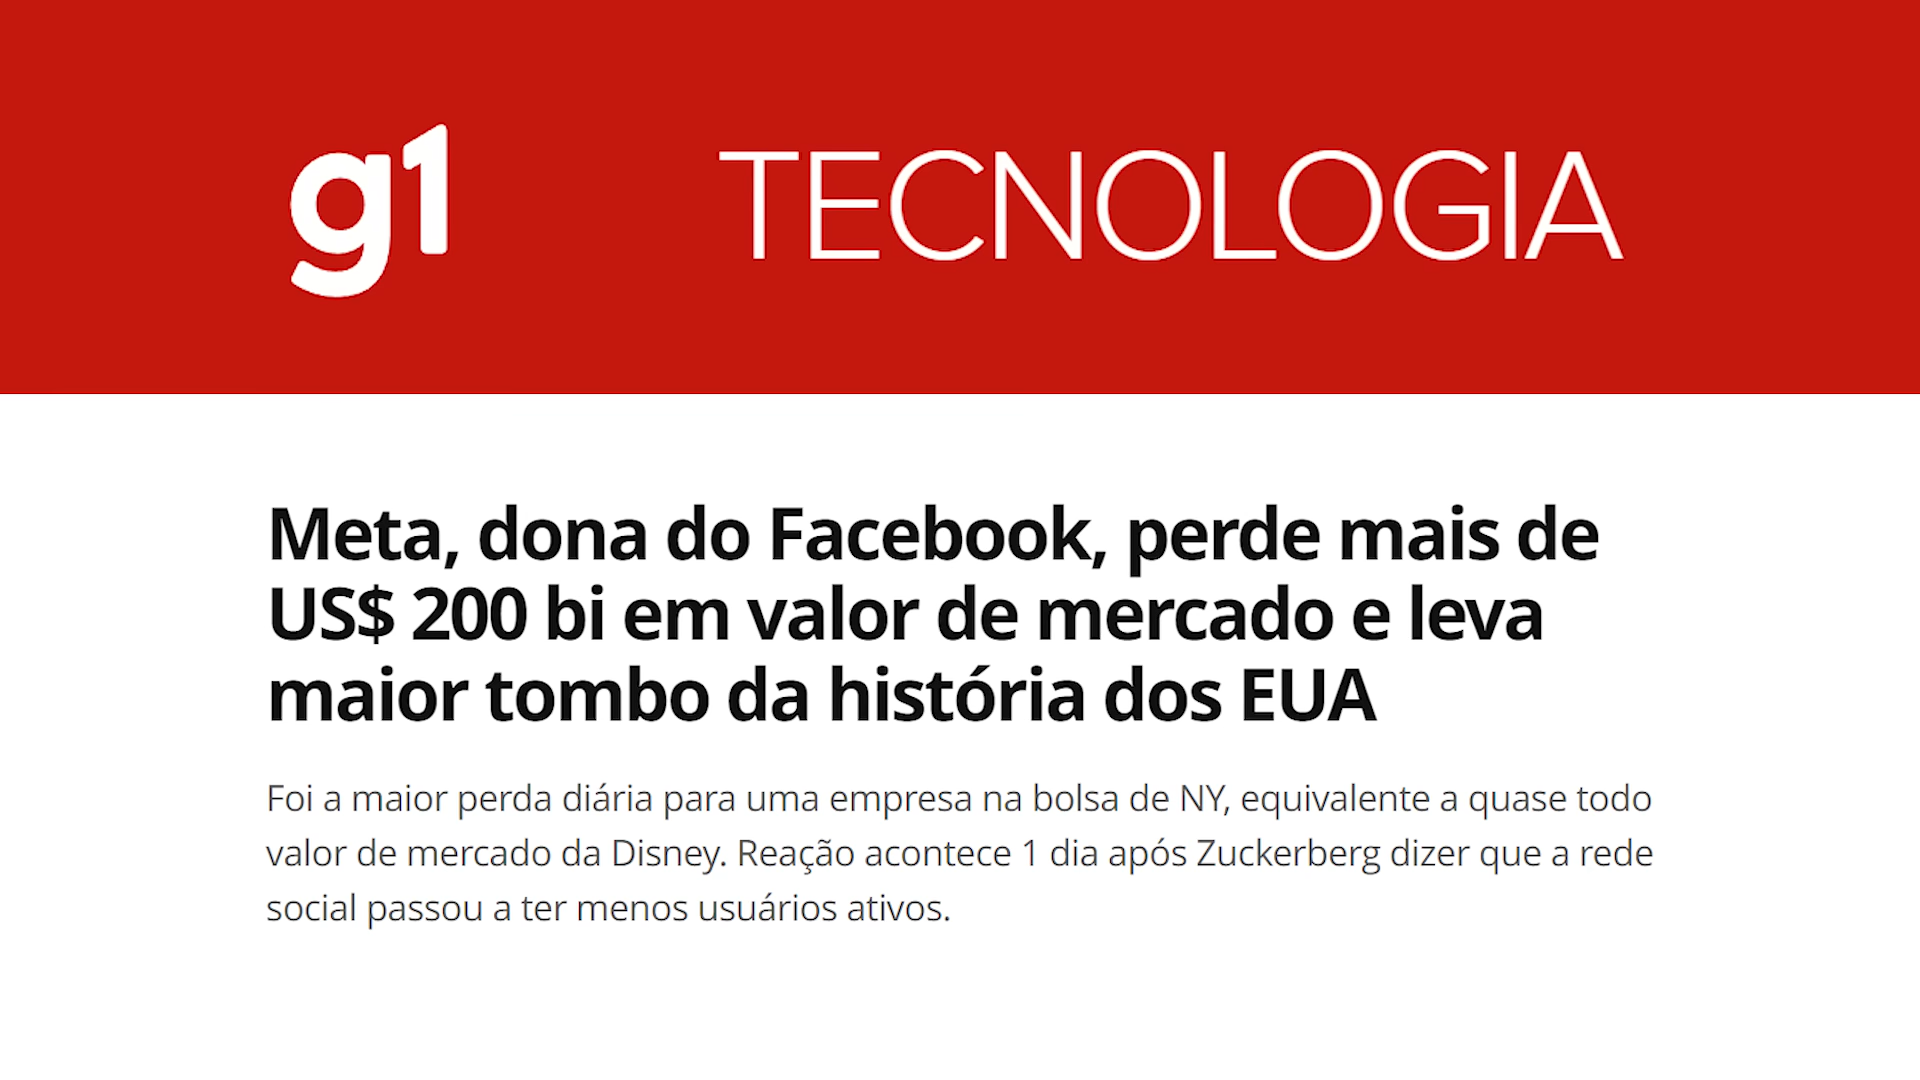 g1 TECNOLOGIA
Meta, dona do Facebook, perde mais de
US$ 200 bi em valor de mercado e leva
maior tombo da história dos EUA
Foi a maior perda diária para uma empresa na bolsa de NY, equivalente a quase todo
valor de mercado da Disney. Reação acontece 1 dia após Zuckerberg dizer que a rede
social passou a ter menos usuários ativos.